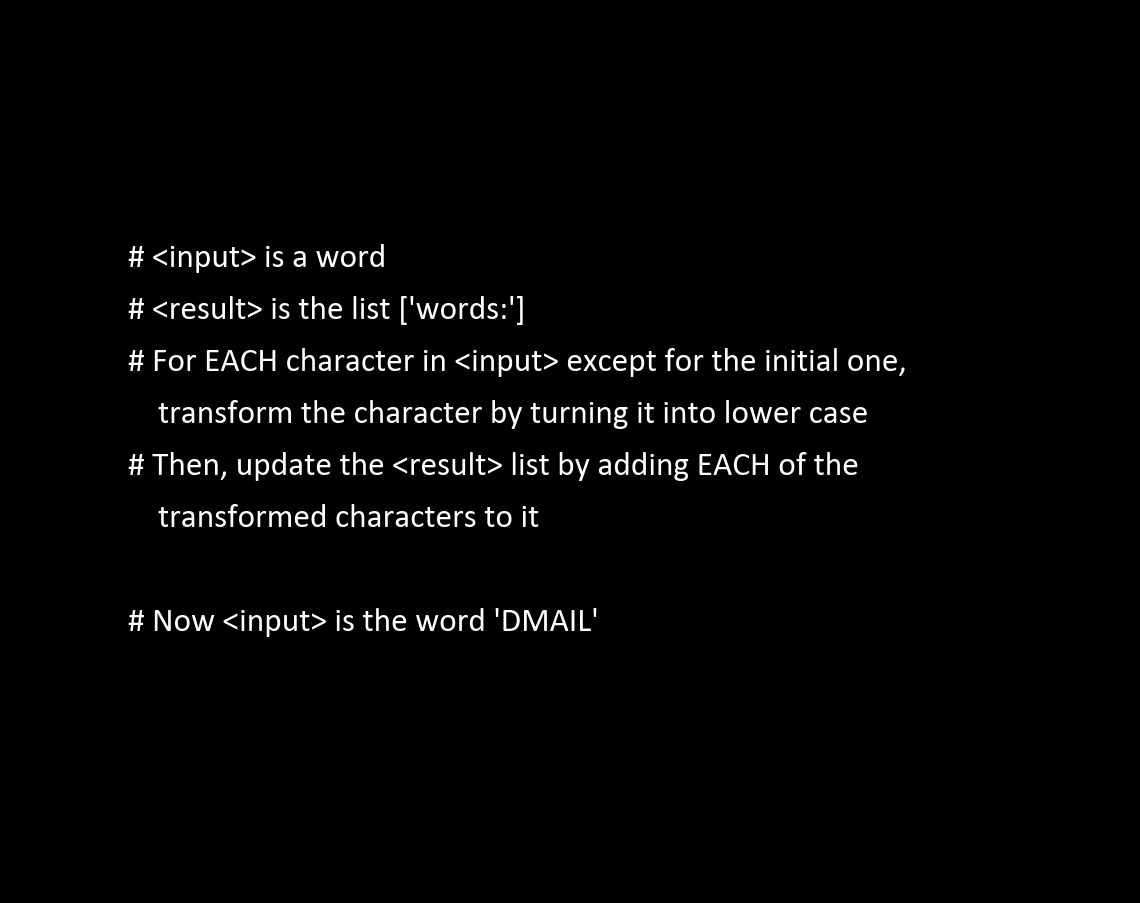 # <input> is a word
# <result> is the list ['words:']
# For EACH character in <input> except for the initial one,
transform the character by turning it into lower case
# Then, update the <result> list by adding EACH of the
transformed characters to it
# Now <input> is the word 'DMAIL'